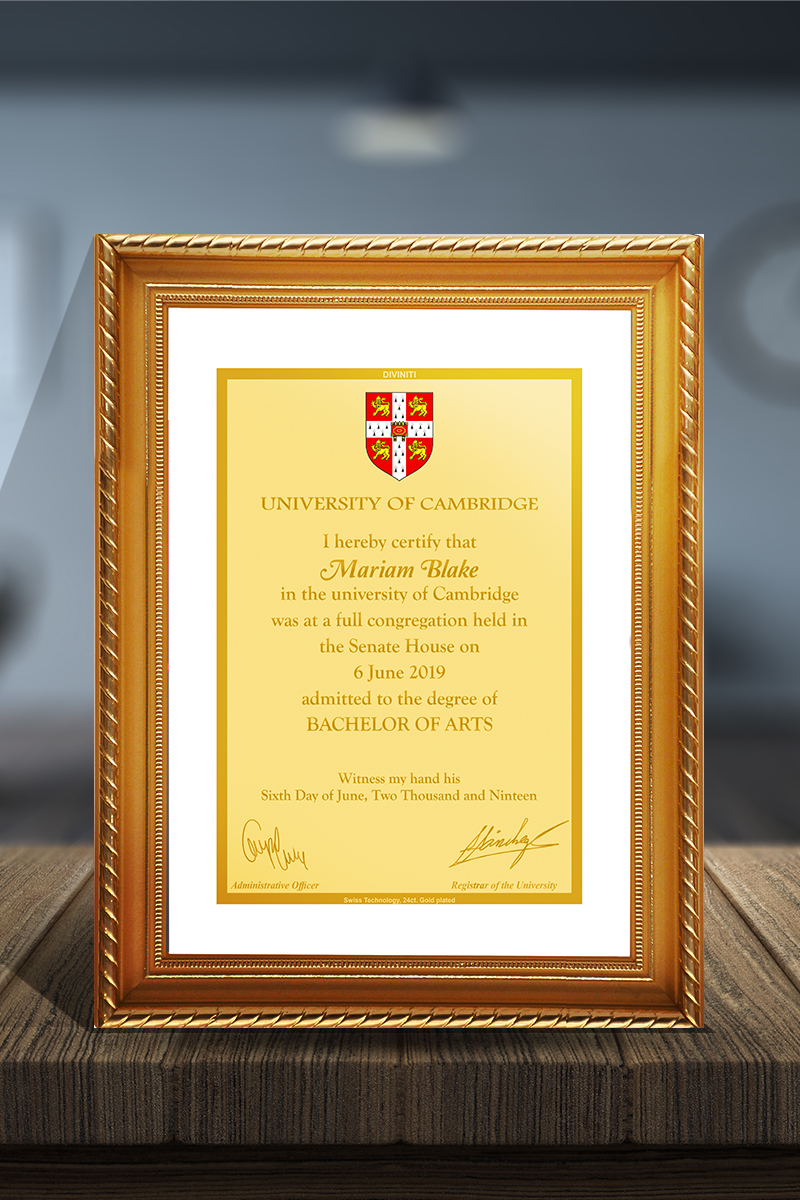 DIVINITI
UNIVERSITY OF CAMBRIDGE
I hereby certify that
Mariam Blake
in the university of Cambridge
was at a full congregation held in
the Senate House on
6 June 2019
admitted to the degree of
BACHELOR OF ARTS
Witness my hand his
Sixth Day of June, Two Thousand and Ninteen
Administrative Officer
Registrar of the University
Swiss Technology, 24ct. Gold plated